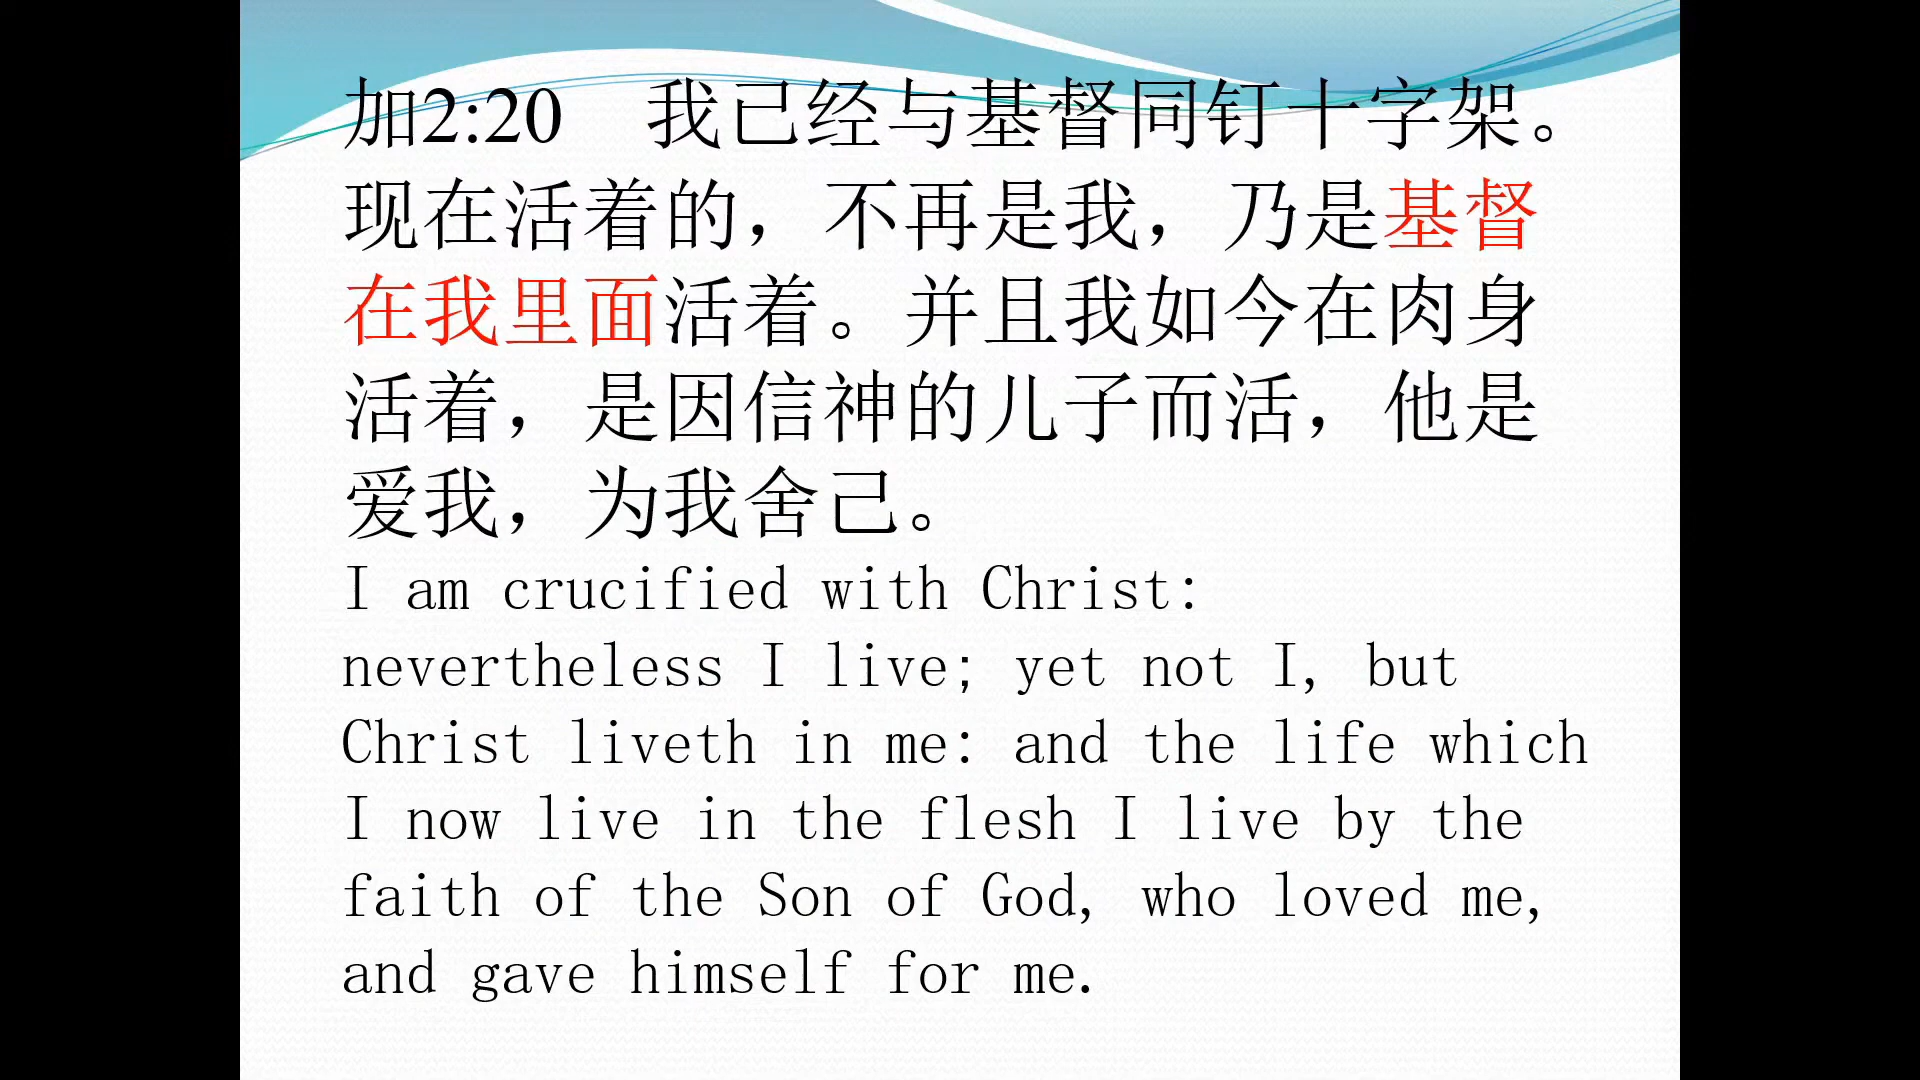 加2:20　我已经与基督同钉十字架。
现在活着的，不再是我，乃是基督
在我里面活着。并且我如今在肉身
活着，是因信神的儿子而活，他是
爱我，为我舍己。
I am crucified with Christ:
nevertheless I live; yet not I, but
Christ liveth in me: and the life which
I now live in the flesh I live by the
faith of the Son of God, who loved me,
and gave himself for me.